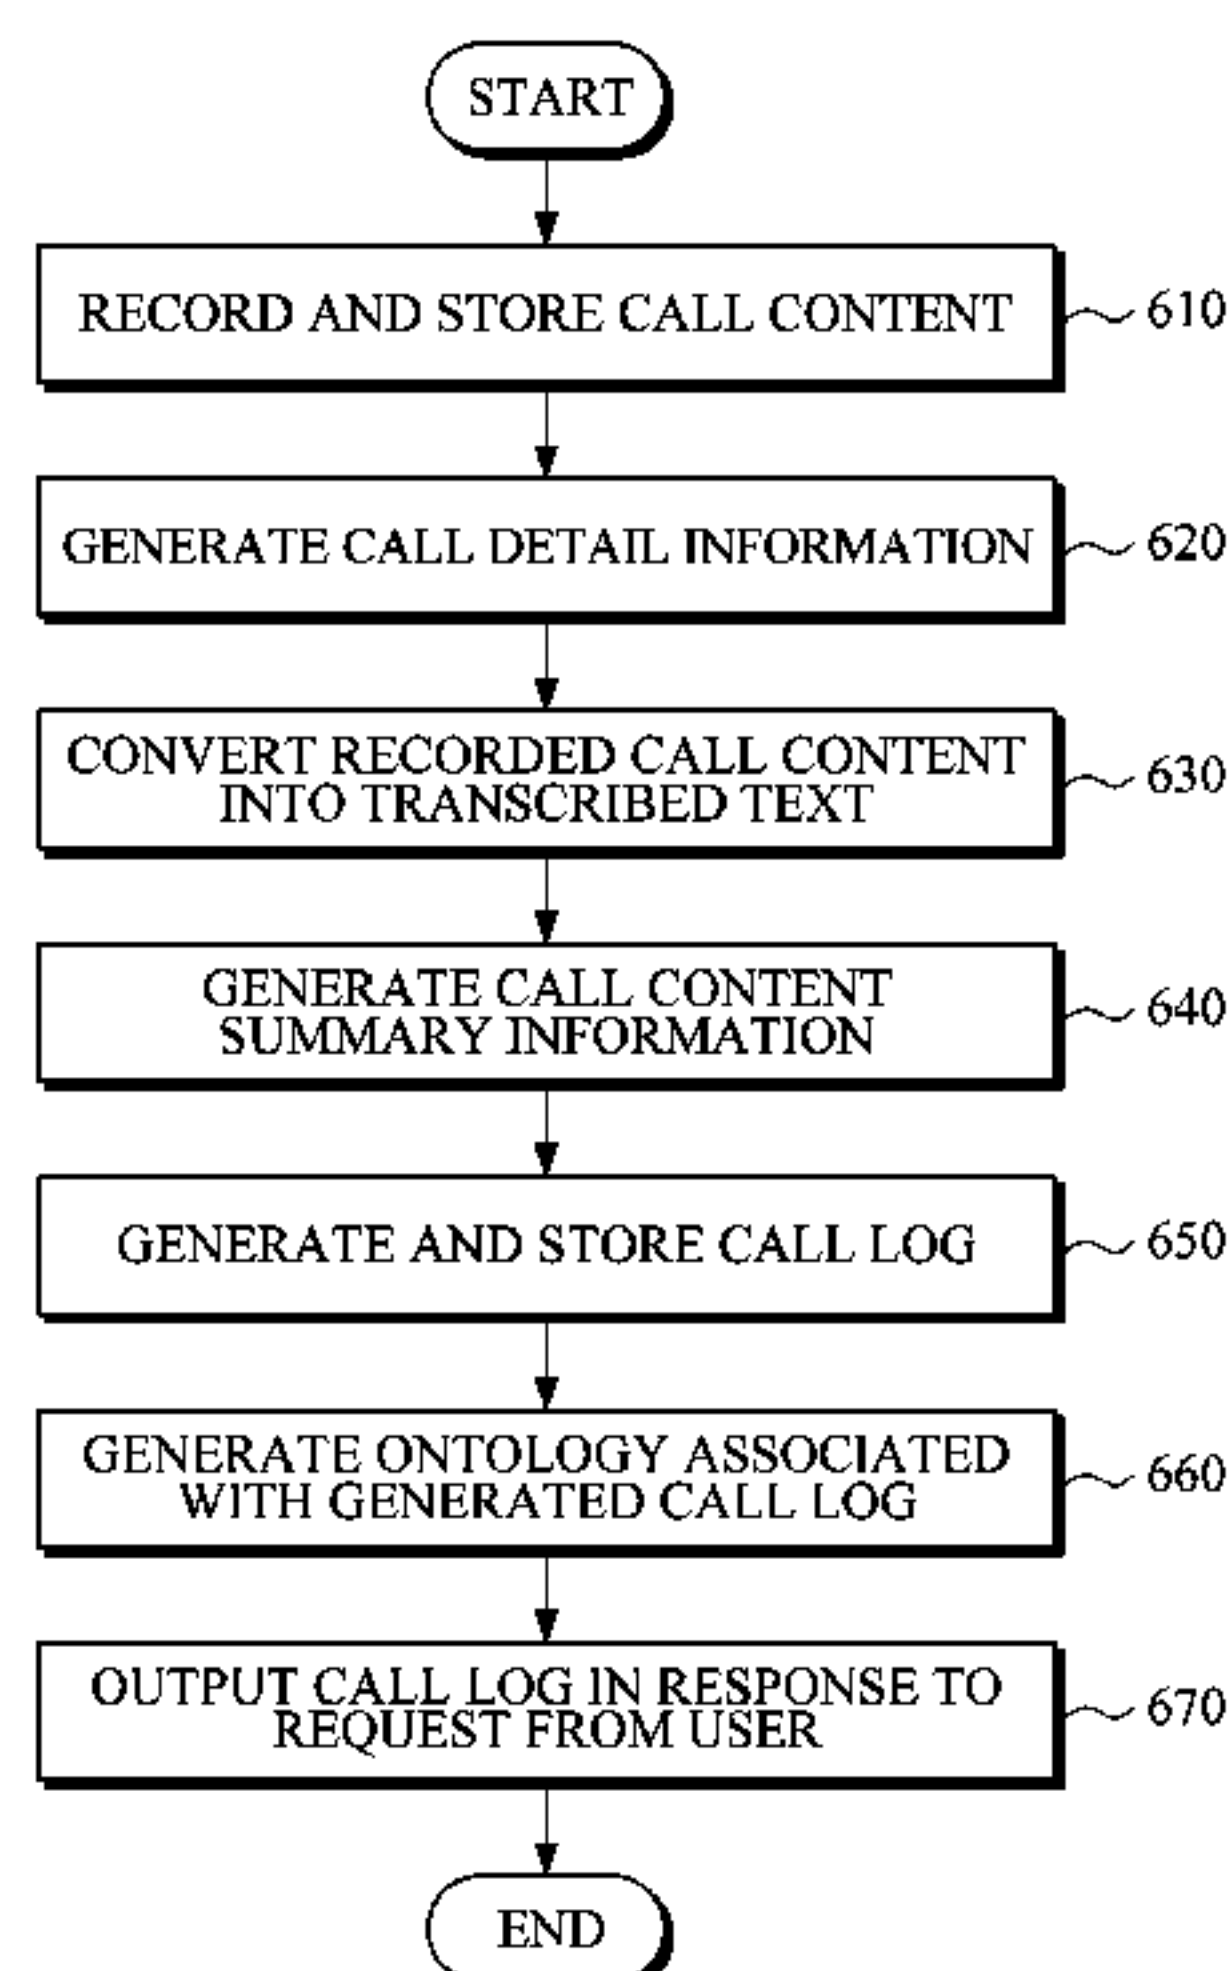 START
RECORD AND STORE CALL CONTENT
610
GENERATE CALL DETAIL INFORMATION
620
CONVERT RECORDED CALL CONTENT
INTO TRANSCRIBED TEXT
630
GENERATE CALL CONTENT
SUMMARY INFORMATION
640
GENERATE AND STORE CALL LOG
650
GENERATE ONTOLOGY ASSOCIATED
WITH GENERATED CALL LOG
660
OUTPUT CALL LOG IN RESPONSE TO
REQUEST FROM USER
670
END